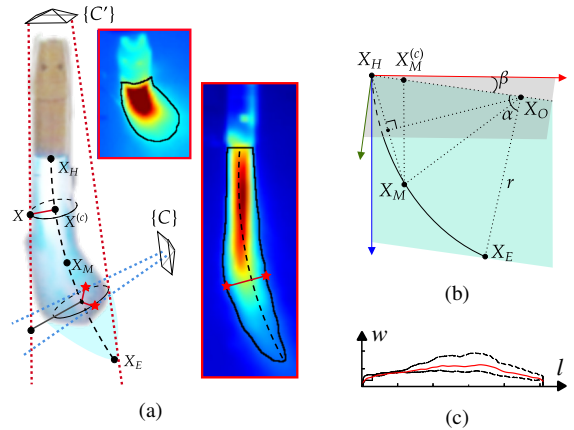 {C'}
X_H
X
X^(c)
{C}
X_M
X_E
(a)
X_H
X_M^(c)
β
X_O
α
X_M
r
X_E
(b)
w
l
(c)